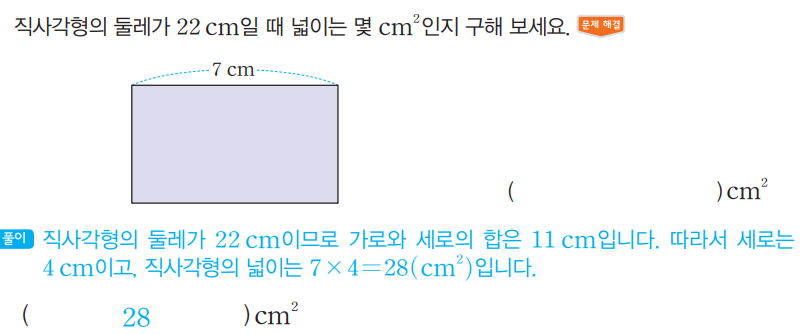 직사각형의 둘레가 22 cm일 때 넓이는 몇 cm²인지 구해 보세요. 문제 해결
7 cm
( ) cm²
풀이 직사각형의 둘레가 22 cm이므로 가로와 세로의 합은 11 cm입니다. 따라서 세로는
4 cm이고, 직사각형의 넓이는 7×4=28(cm²)입니다.
( 28 ) cm²